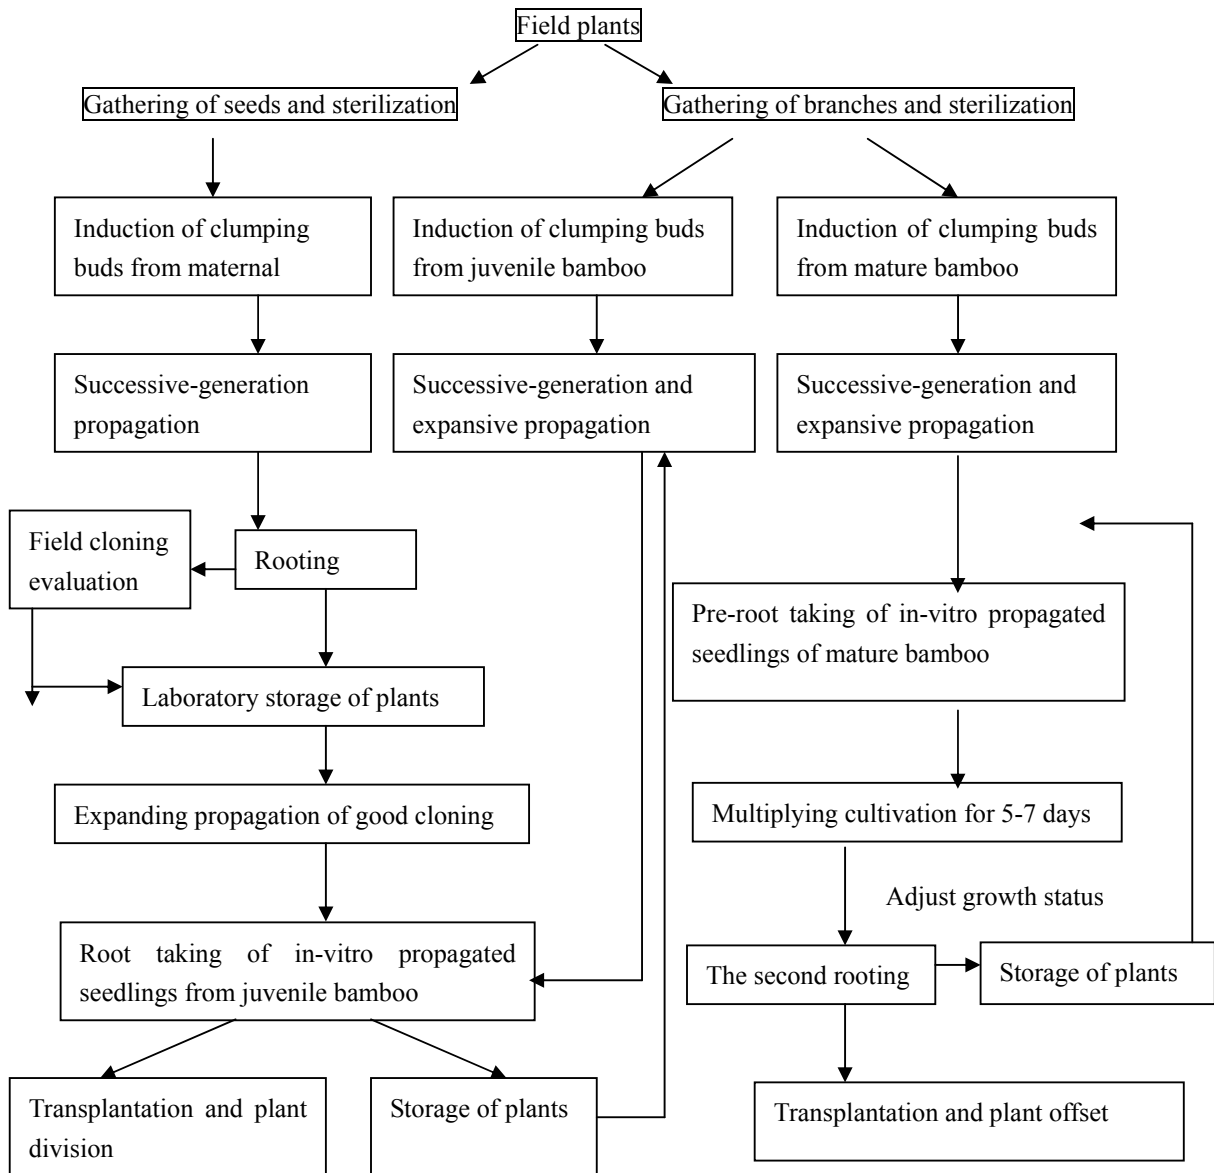 Field plants
Gathering of seeds and sterilization
Gathering of branches and sterilization
Induction of clumping
buds from maternal
Induction of clumping buds
from juvenile bamboo
Induction of clumping buds
from mature bamboo
Successive-generation
propagation
Successive-generation and
expansive propagation
Successive-generation and
expansive propagation
Field cloning
evaluation
Rooting
Pre-root taking of in-vitro propagated
seedlings of mature bamboo
Laboratory storage of plants
Expanding propagation of good cloning
Multiplying cultivation for 5-7 days
Adjust growth status
Root taking of in-vitro propagated
seedlings from juvenile bamboo
The second rooting
Storage of plants
Transplantation and plant
division
Storage of plants
Transplantation and plant offset